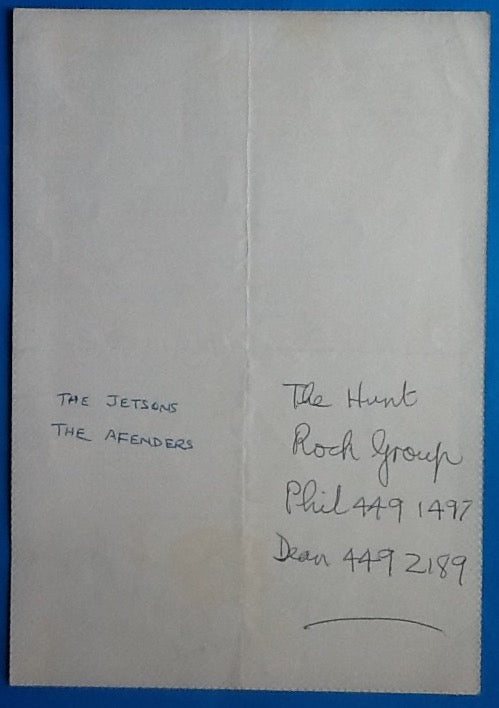 THE JETSONS
THE AFENDERS
The Hunt
Rock Group
Phil 449 1497
Dean 449 2189